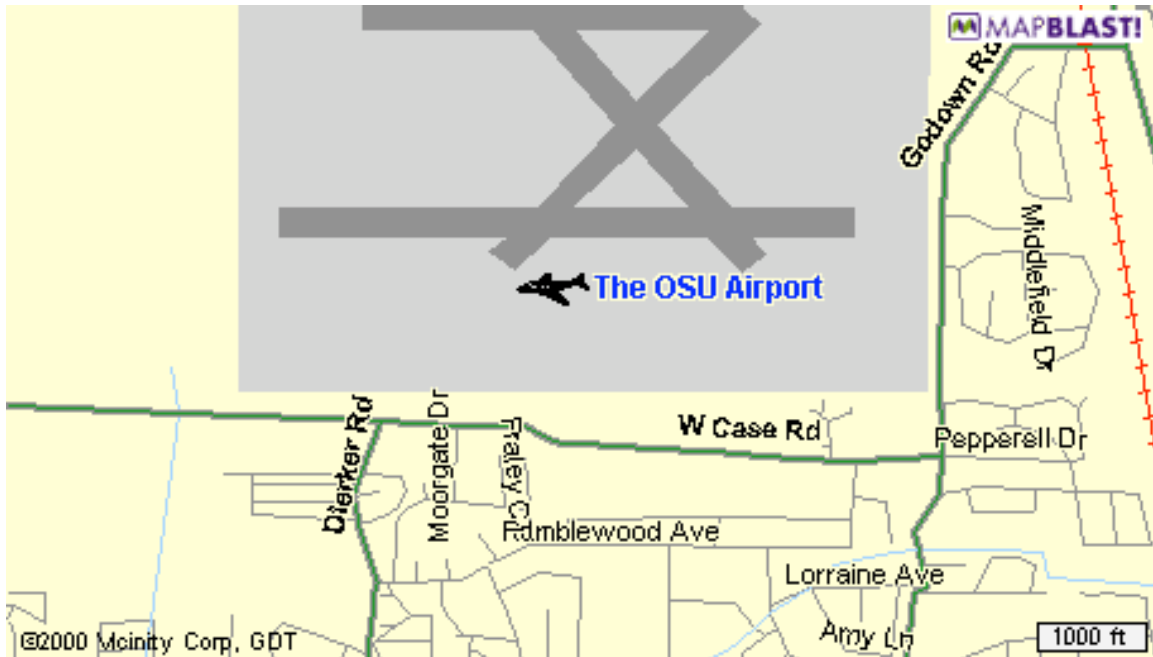 MAPBLAST!
Godown Rd
Middlefield Dr
The OSU Airport
Dierker Rd
Moorgate Dr
Fraley Ct
W Case Rd
Pepperell Dr
Rumblewood Ave
Lorraine Ave
Amy Ln
©2000 Vicinity Corp, GDT
1000 ft